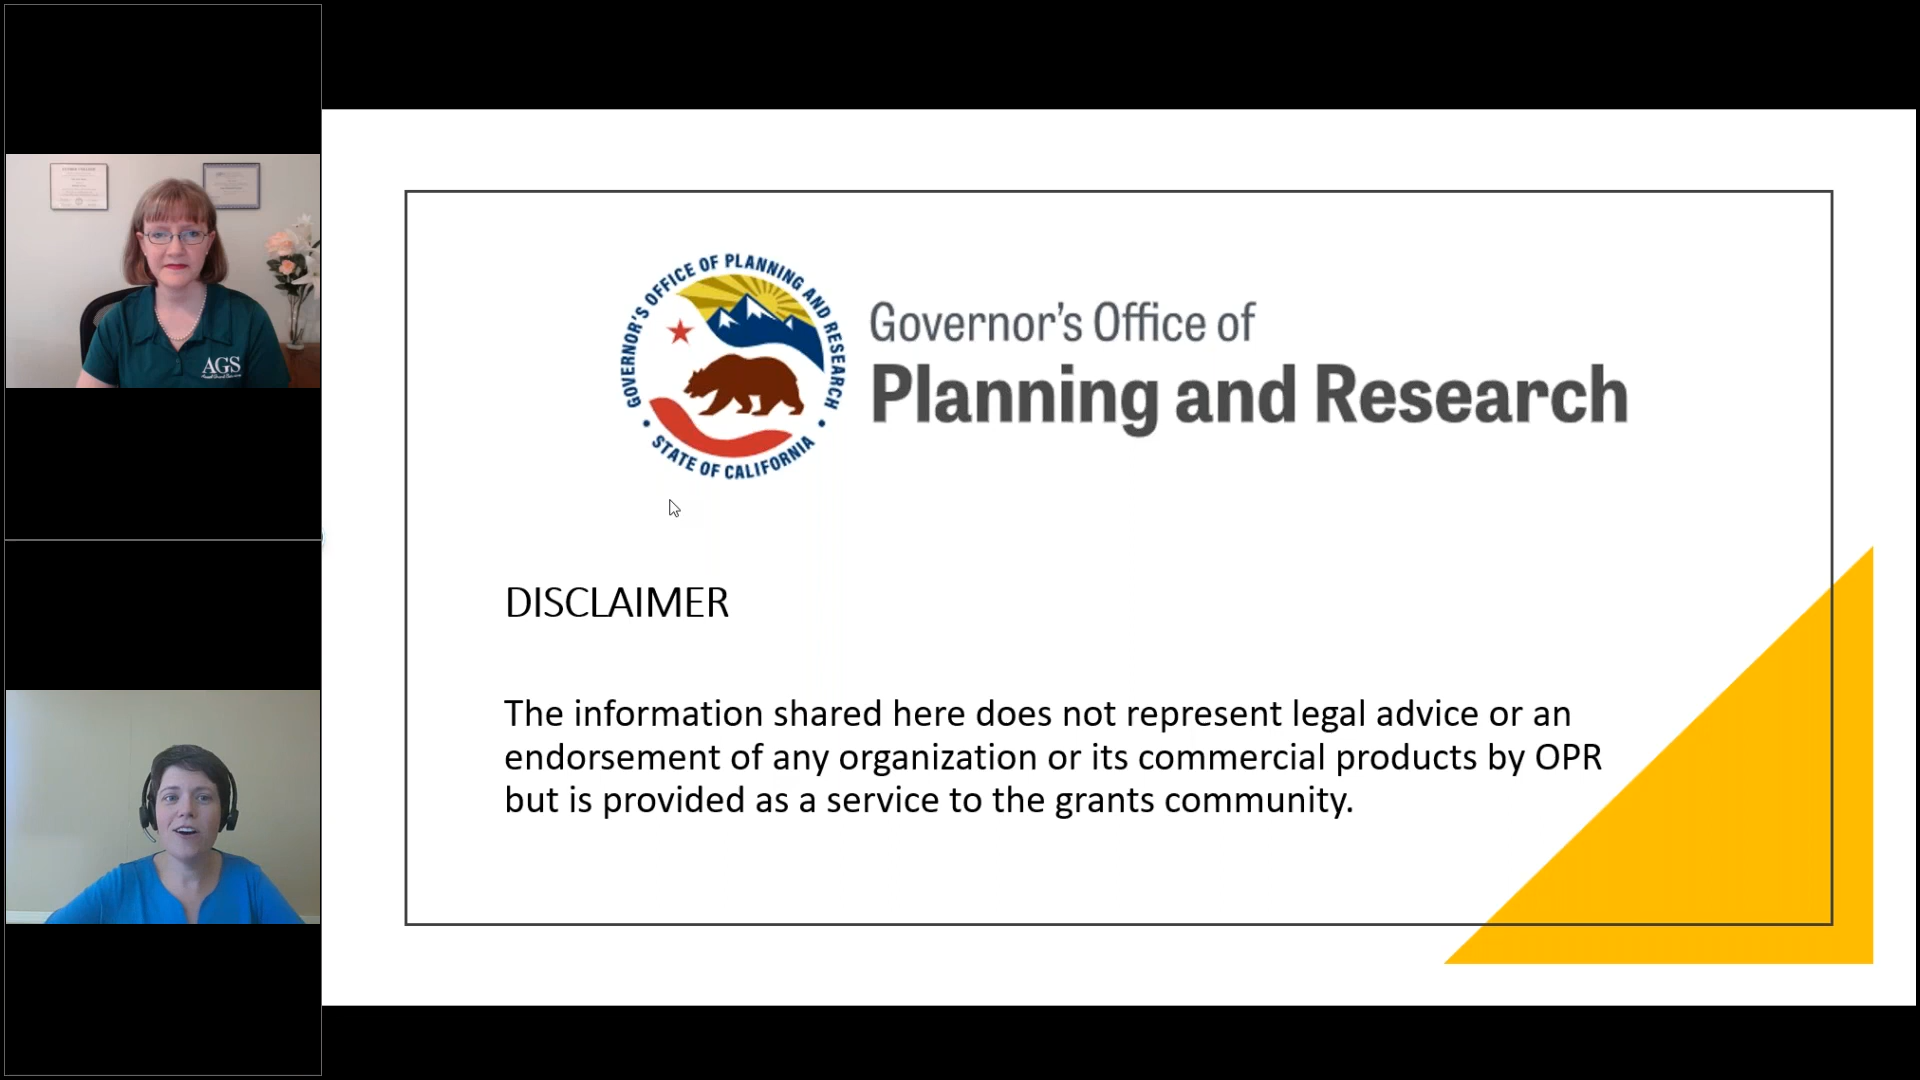 AGS
GOVERNOR'S OFFICE OF PLANNING AND RESEARCH
• STATE OF CALIFORNIA •
Governor's Office of
Planning and Research
DISCLAIMER
The information shared here does not represent legal advice or an
endorsement of any organization or its commercial products by OPR
but is provided as a service to the grants community.